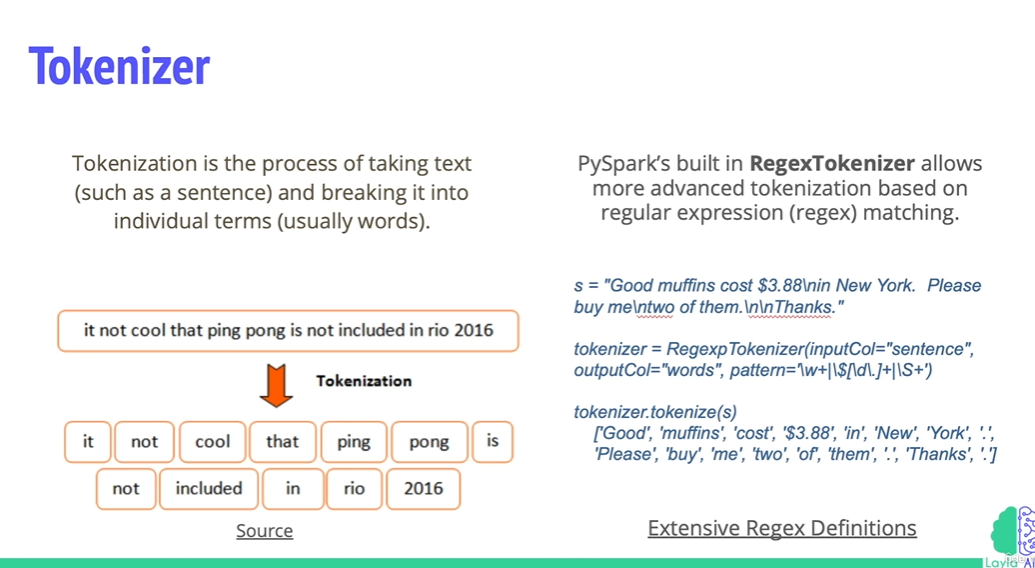 Tokenizer
Tokenization is the process of taking text
(such as a sentence) and breaking it into
individual terms (usually words).
it not cool that ping pong is not included in rio 2016
Tokenization
it not cool that ping pong is
not included in rio 2016
Source
PySpark's built in RegexTokenizer allows
more advanced tokenization based on
regular expression (regex) matching.
s = "Good muffins cost $3.88\nin New York.  Please
buy me\ntwo of them.\n\nThanks."
tokenizer = RegexpTokenizer(inputCol="sentence",
outputCol="words", pattern='\w+|\$[\d\.]+|\S+')
tokenizer.tokenize(s)
['Good', 'muffins', 'cost', '$3.88', 'in', 'New', 'York', '.',
'Please', 'buy', 'me', 'two', 'of', 'them', '.', 'Thanks', '.']
Extensive Regex Definitions
Layla